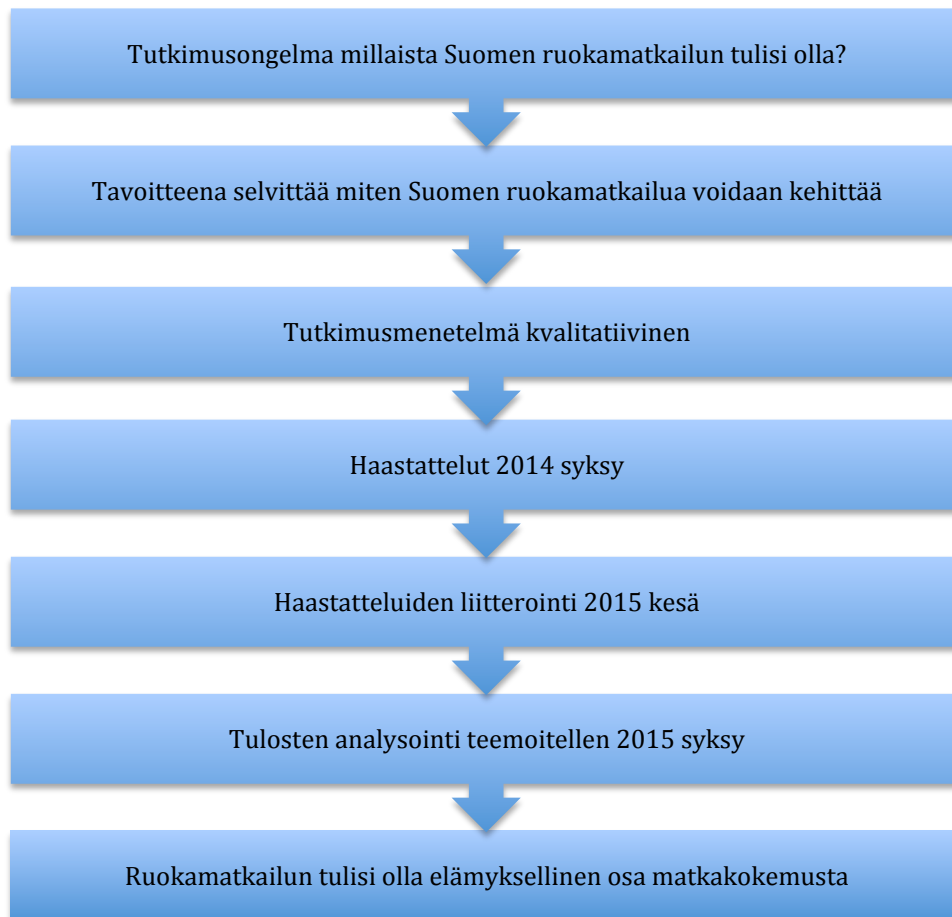 Tutkimusongelma millaista Suomen ruokamatkailun tulisi olla?
Tavoitteena selvittää miten Suomen ruokamatkailua voidaan kehittää
Tutkimusmenetelmä kvalitatiivinen
Haastattelut 2014 syksy
Haastatteluiden liitterointi 2015 kesä
Tulosten analysointi teemoitellen 2015 syksy
Ruokamatkailun tulisi olla elämyksellinen osa matkakokemusta